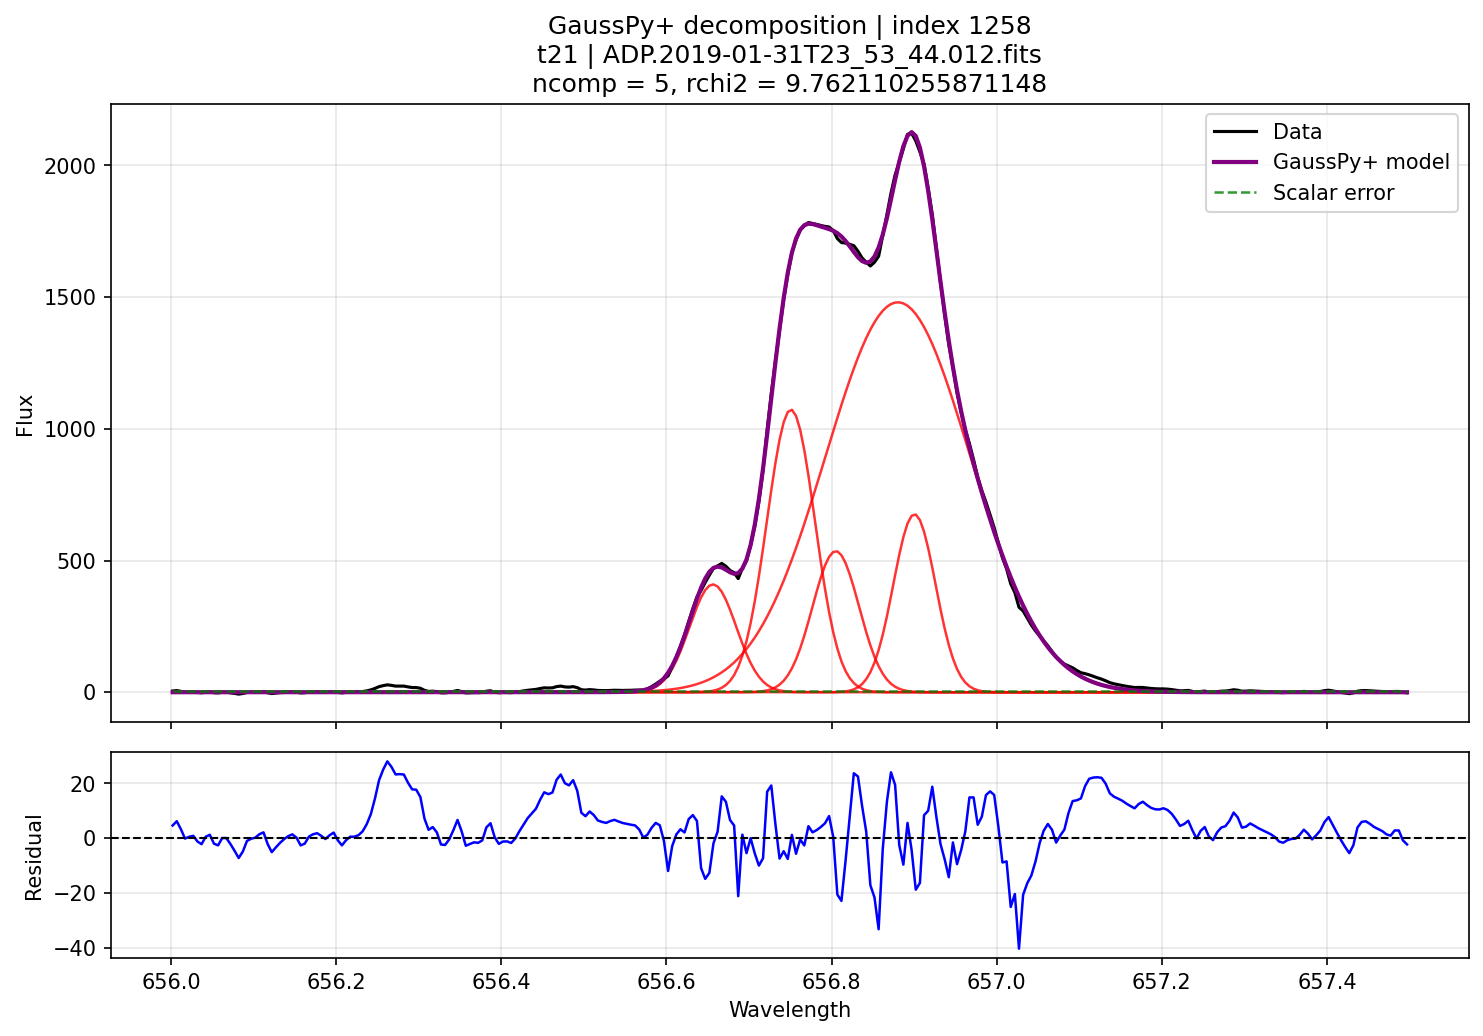 GaussPy+ decomposition | index 1258
t21 | ADP.2019-01-31T23_53_44.012.fits
ncomp = 5, rchi2 = 9.762110255871148
Data
GaussPy+ model
Scalar error
Flux
2000
1500
1000
500
0
Residual
20
0
−20
−40
656.0
656.2
656.4
656.6
656.8
657.0
657.2
657.4
Wavelength